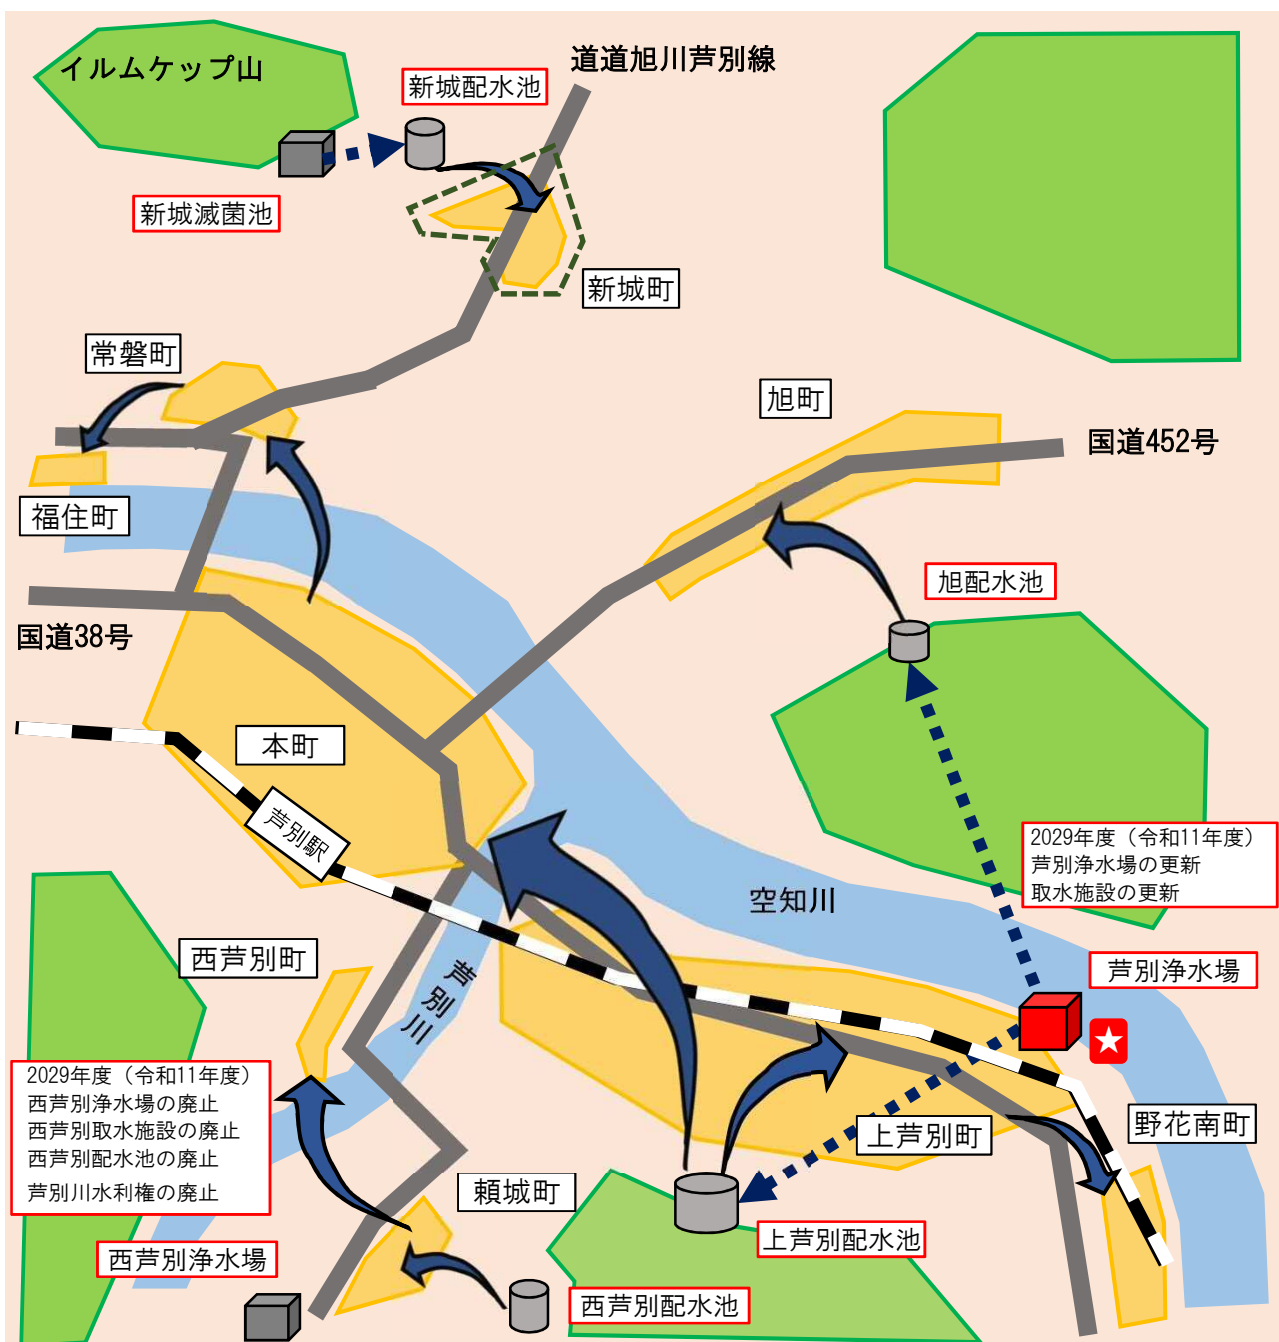 イルムケップ山
道道旭川芦別線
新城配水池
新城滅菌池
新城町
常磐町
旭町
国道452号
福住町
旭配水池
国道38号
本町
芦別駅
2029年度（令和11年度）
芦別浄水場の更新
取水施設の更新
空知川
西芦別町
芦別川
芦別浄水場
2029年度（令和11年度）
西芦別浄水場の廃止
西芦別取水施設の廃止
西芦別配水池の廃止
芦別川水利権の廃止
上芦別町
野花南町
頼城町
上芦別配水池
西芦別浄水場
西芦別配水池